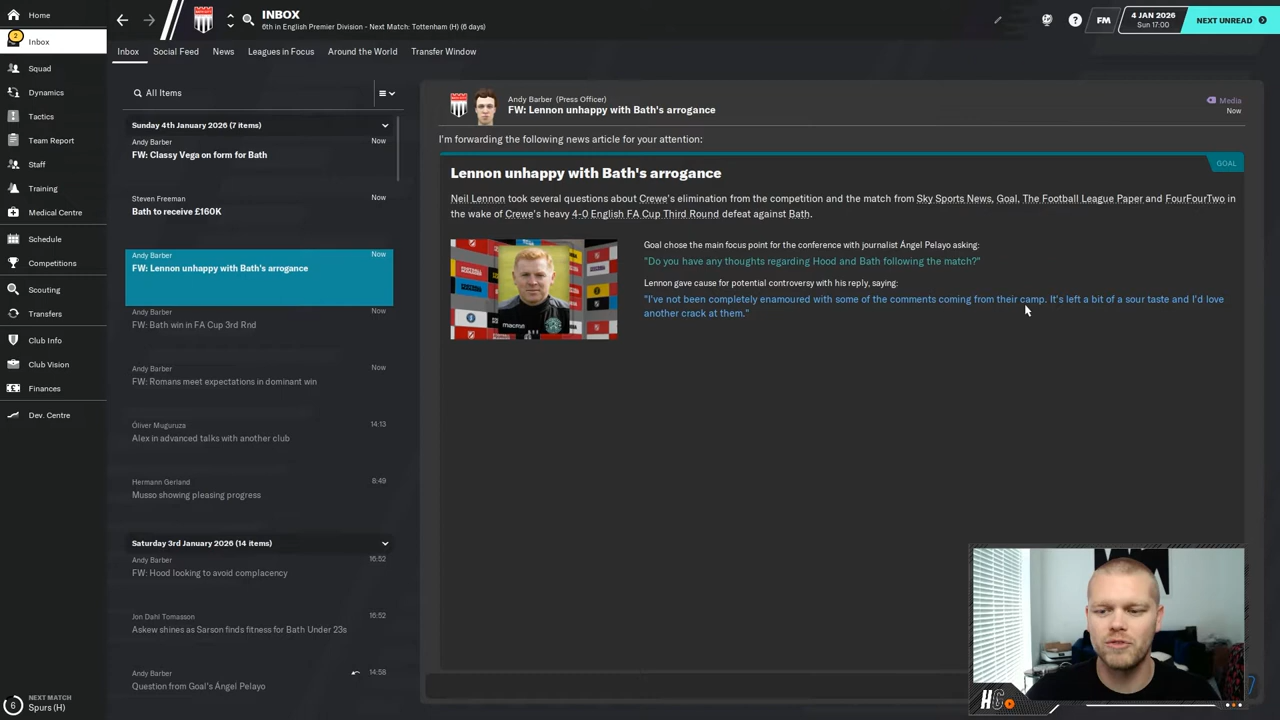 Home
2
Inbox
Squad
Dynamics
Tactics
Team Report
Staff
Training
Medical Centre
Schedule
Competitions
Scouting
Transfers
Club Info
Club Vision
Finances
Dev. Centre
6
NEXT MATCH
Spurs (H)
INBOX
6th in English Premier Division - Next Match: Tottenham (H) (6 days)
?
FM
4 JAN 2026
SUN 17:00
NEXT UNREAD
Inbox
Social Feed
News
Leagues in Focus
Around the World
Transfer Window
All Items
Sunday 4th January 2026 (7 items)
Andy Barber Now
FW: Classy Vega on form for Bath
Steven Freeman Now
Bath to receive £160K
Andy Barber Now
FW: Lennon unhappy with Bath's arrogance
Andy Barber Now
FW: Bath win in FA Cup 3rd Rnd
Andy Barber Now
FW: Romans meet expectations in dominant win
Óliver Muguruza 14:13
Alex in advanced talks with another club
Hermann Gerland 8:49
Musso showing pleasing progress
Saturday 3rd January 2026 (14 items)
Andy Barber 16:52
FW: Hood looking to avoid complacency
Jon Dahl Tomasson 16:52
Askew shines as Sarson finds fitness for Bath Under 23s
Andy Barber 14:58
Question from Goal's Ángel Pelayo
Andy Barber (Press Officer)
FW: Lennon unhappy with Bath's arrogance
Media
Now
I'm forwarding the following news article for your attention:
GOAL
Lennon unhappy with Bath's arrogance
Neil Lennon took several questions about Crewe's elimination from the competition and the match from Sky Sports News, Goal, The Football League Paper and FourFourTwo in
the wake of Crewe's heavy 4-0 English FA Cup Third Round defeat against Bath.
macron
Goal chose the main focus point for the conference with journalist Ángel Pelayo asking:
"Do you have any thoughts regarding Hood and Bath following the match?"
Lennon gave cause for potential controversy with his reply, saying:
"I've not been completely enamoured with some of the comments coming from their camp. It's left a bit of a sour taste and I'd love
another crack at them."
HG